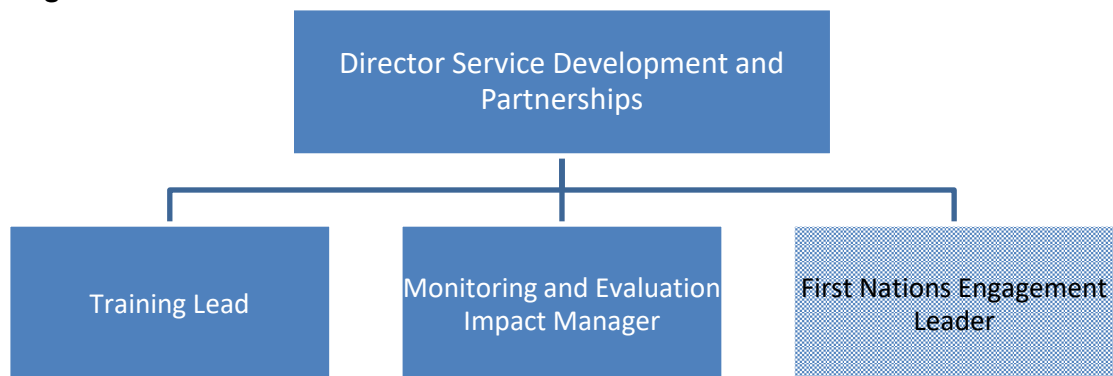 Director Service Development and
Partnerships
Training Lead
Monitoring and Evaluation
Impact Manager
First Nations Engagement
Leader